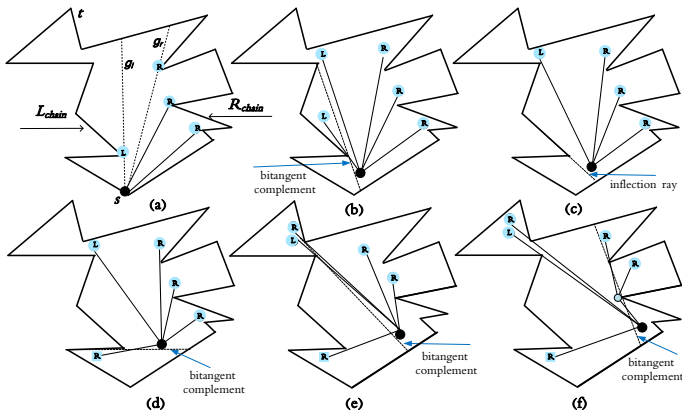 t
g_r
g_l
R
L_chain
R
R_chain
R
L
s
(a)
L
R
R
L
R
bitangent
complement
(b)
L
R
R
R
inflection ray
(c)
L
R
R
R
R
bitangent
complement
(d)
R
L
R
R
R
bitangent
complement
(e)
R
L
R
R
R
bitangent
complement
(f)